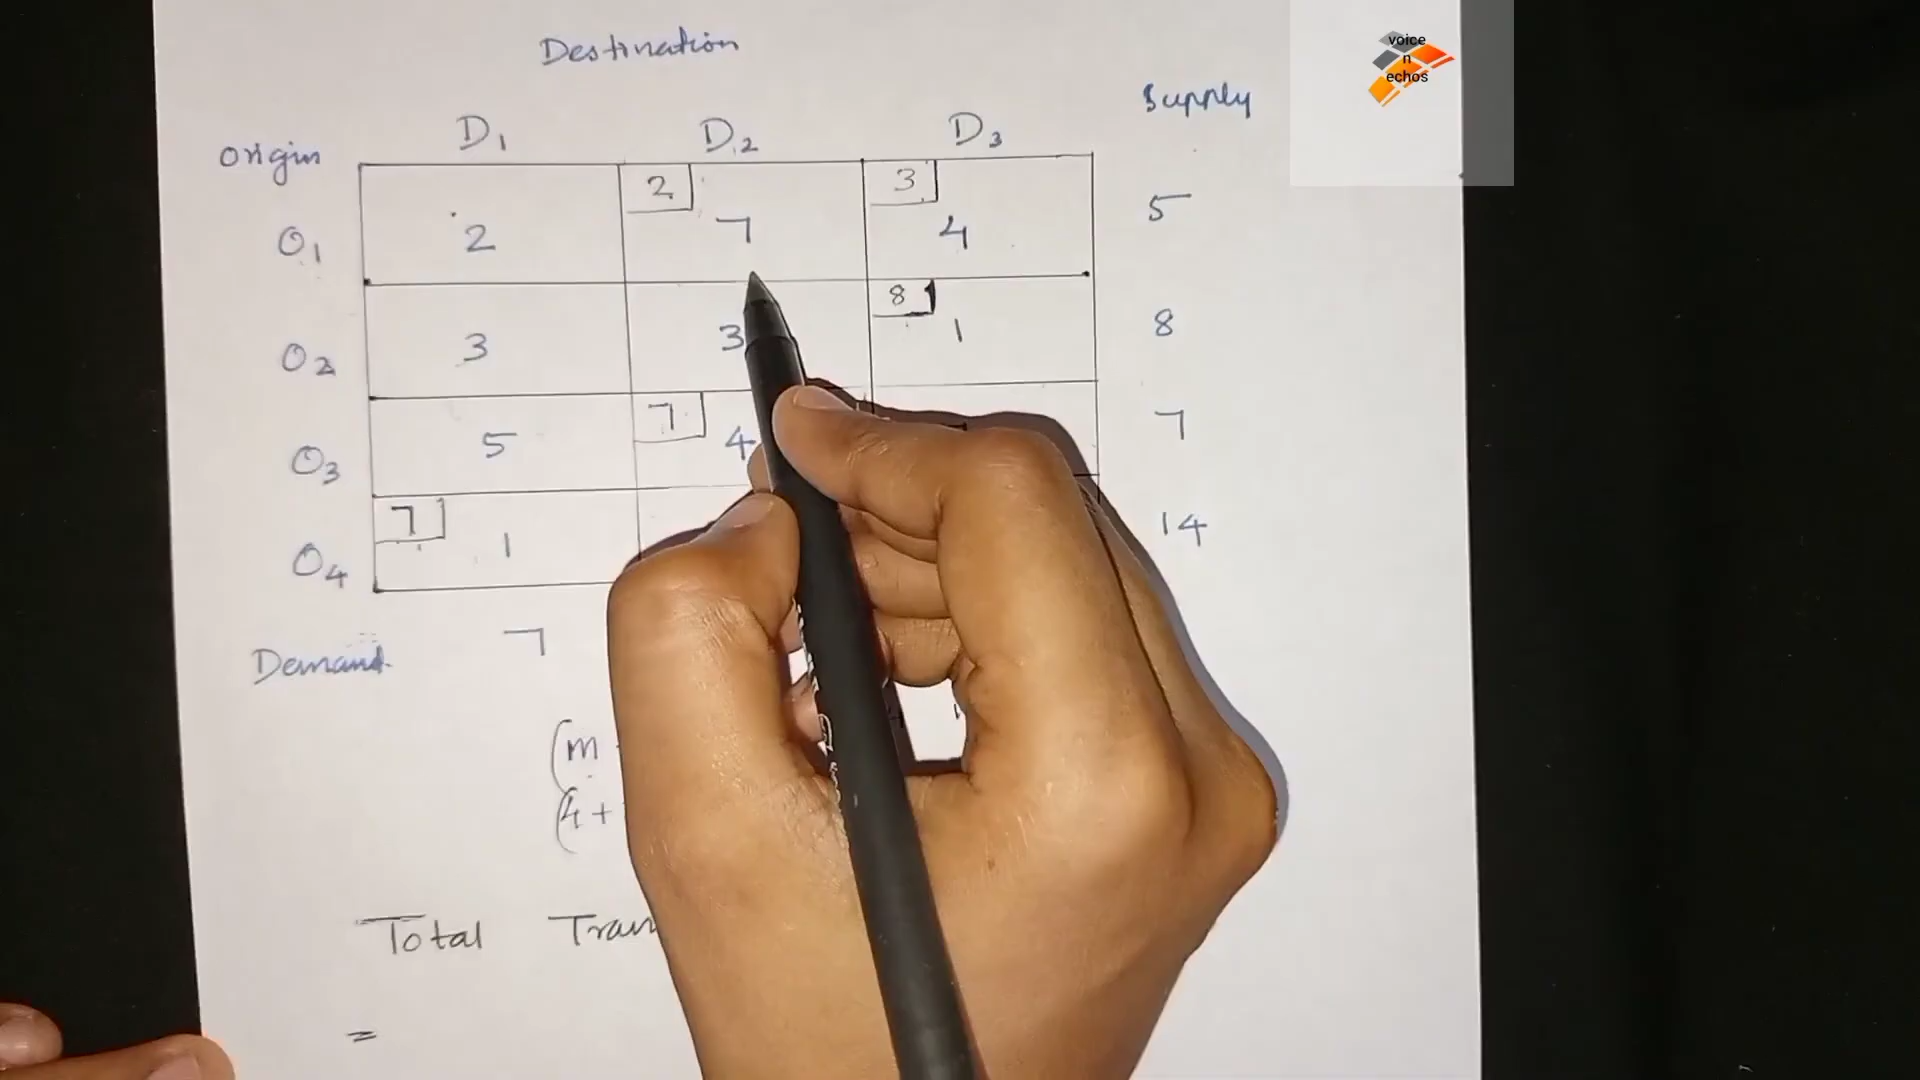 voice
n
echos
Destination
Supply
Origin D1 D2 D3
2 3
O1 2 7 4 5
8
O2 3 3 1 8
7
O3 5 4 7
7
O4 1 14
Demand 7
(m
(4 +
Total
=